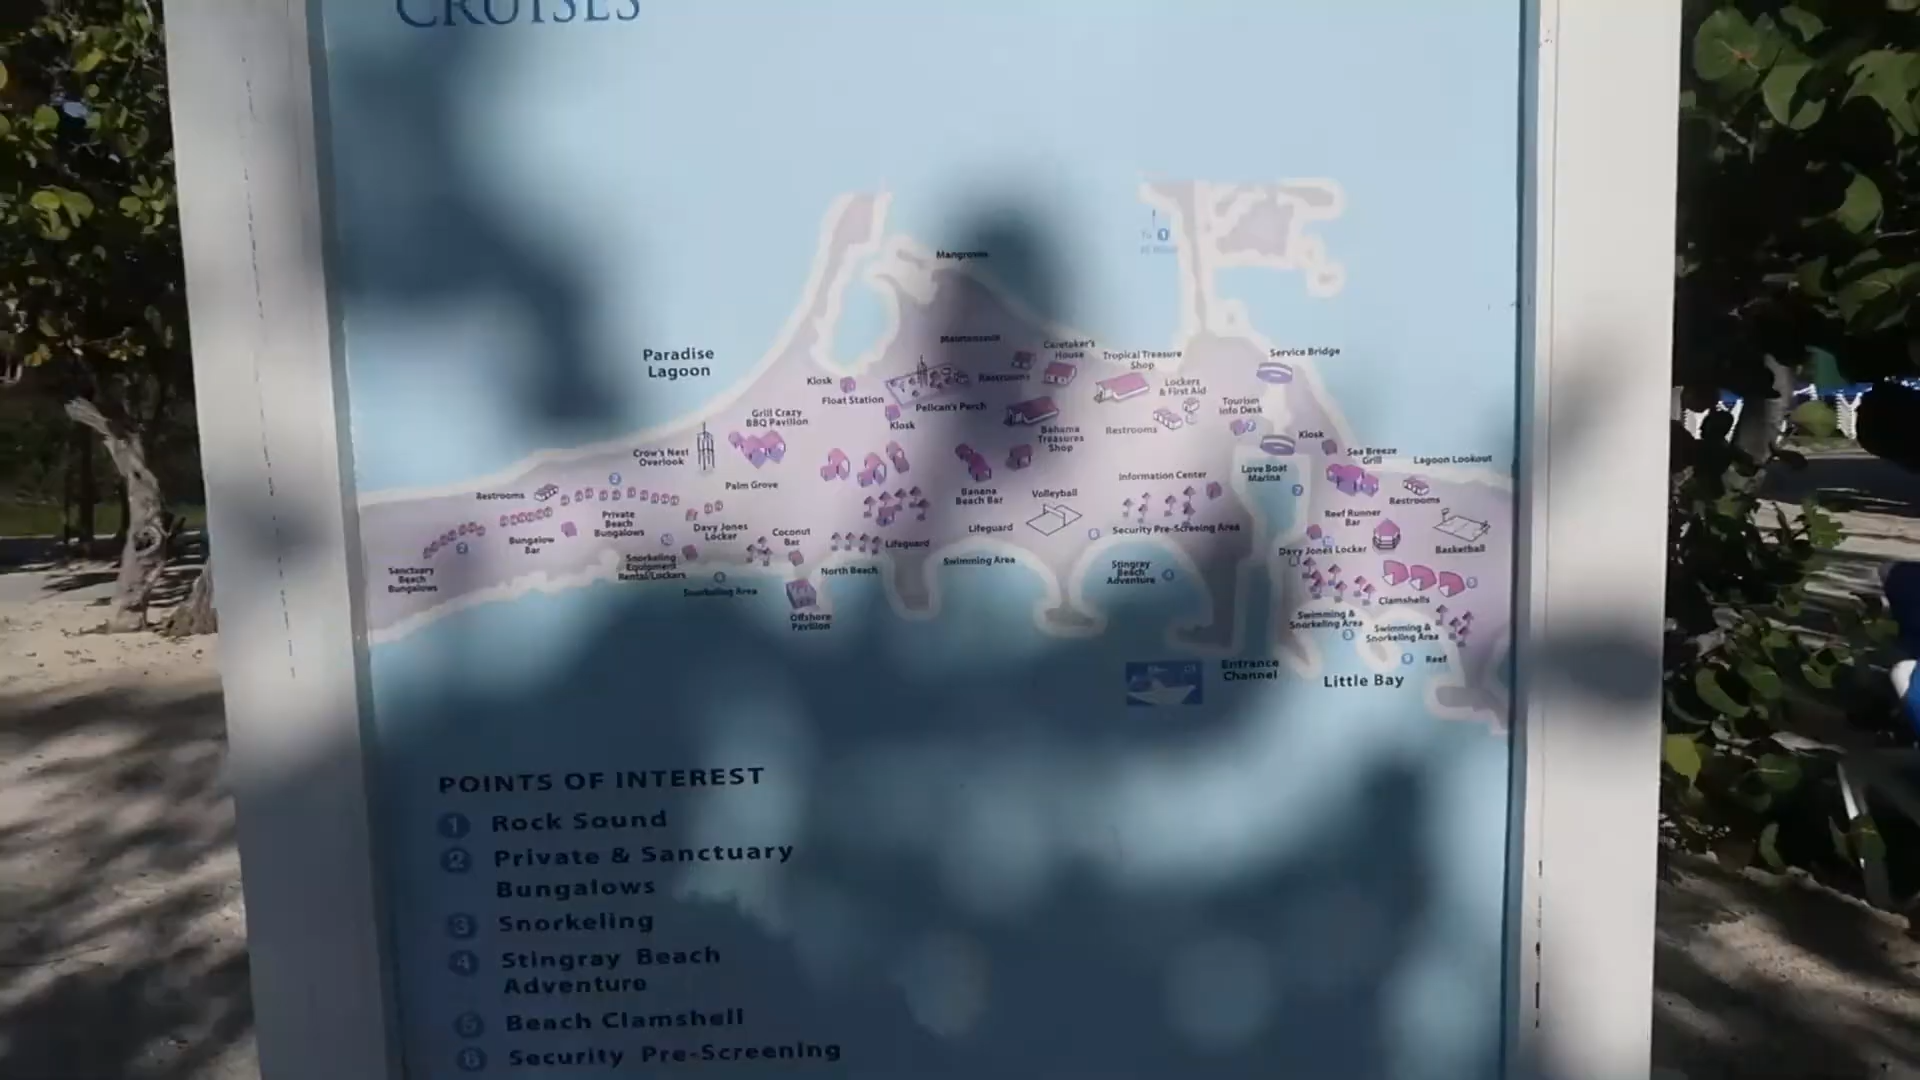 CRUISES
Mangroves
Paradise
Lagoon
Maintenance
Caretaker's
House
Tropical Treasure
Shop
Service Bridge
Kiosk
Float Station
Restrooms
Lockers
& First Aid
Pelican's Perch
Tourism
Info Desk
Grill Crazy
BBQ Pavilion
Kiosk
Bahama
Treasures
Shop
Restrooms
Kiosk
Crow's Nest
Overlook
Sea Breeze
Grill
Lagoon Lookout
Palm Grove
Information Center
Love Boat
Marina
Restrooms
Banana
Beach Bar
Volleyball
Restrooms
Private
Beach
Bungalows
Davy Jones
Locker
Coconut
Bar
Lifeguard
Security Pre-Screeing Area
Reef Runner
Bar
Bungalow
Bar
Lifeguard
Davy Jones Locker
Basketball
Sanctuary
Beach
Bungalows
Snorkeling
Equipment
Rental/Lockers
North Beach
Swimming Area
Stingray
Beach
Adventure
Snorkeling Area
Clamshells
Offshore
Pavilion
Swimming &
Snorkeling Area
Swimming &
Snorkeling Area
Entrance
Channel
Reef
Little Bay
POINTS OF INTEREST
1 Rock Sound
2 Private & Sanctuary
Bungalows
3 Snorkeling
4 Stingray Beach
Adventure
5 Beach Clamshell
6 Security Pre-Screening